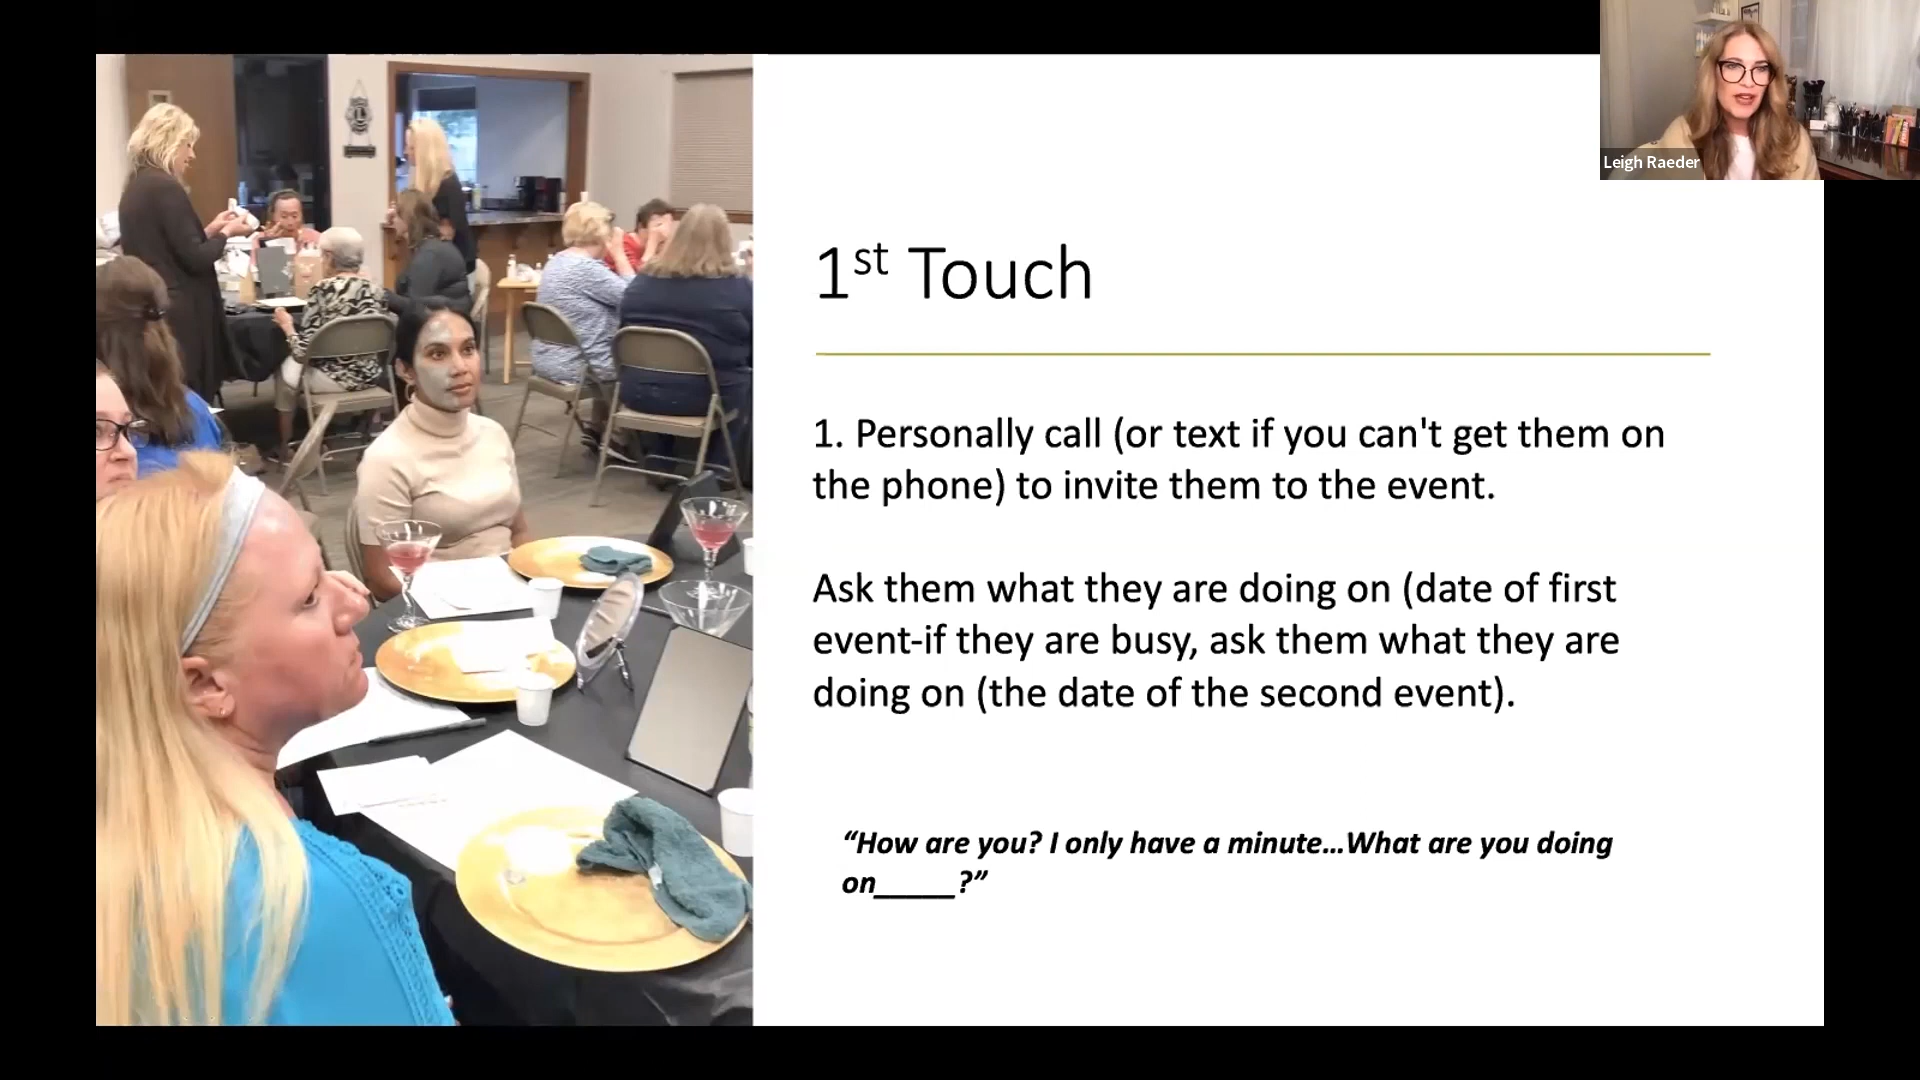 Leigh Raeder
1st Touch
1. Personally call (or text if you can't get them on
the phone) to invite them to the event.
Ask them what they are doing on (date of first
event-if they are busy, ask them what they are
doing on (the date of the second event).
“How are you? I only have a minute...What are you doing
on_____?”